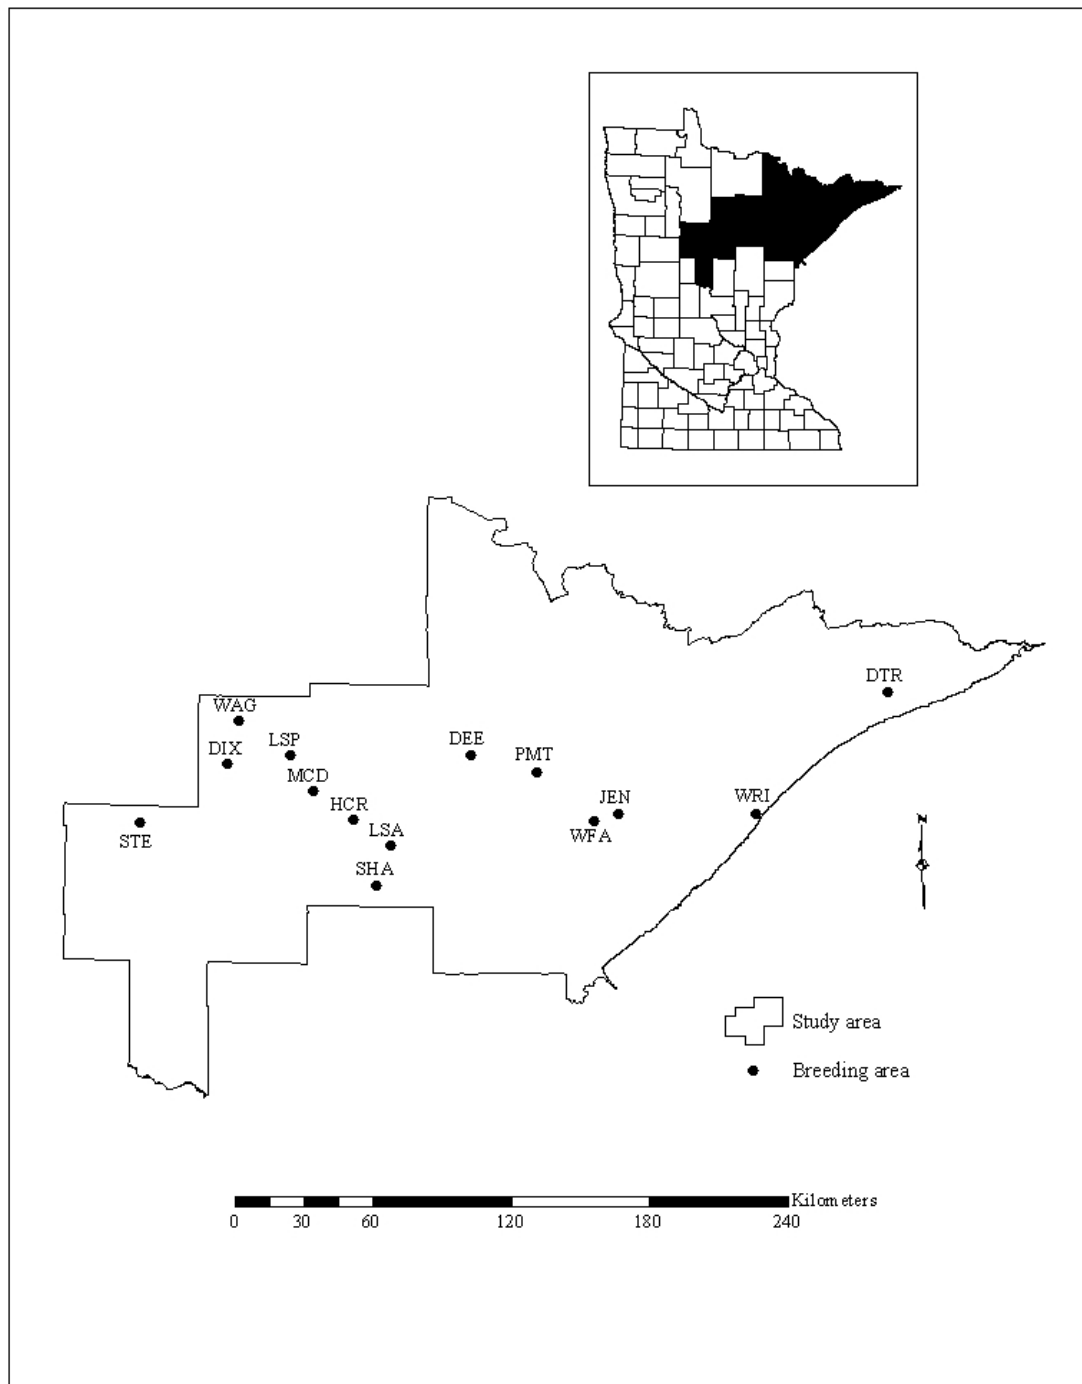 DTR
WAG
DIX
LSP
DEE
PMT
MCD
HCR
JEN
WRI
STE
LSA
WFA
SHA
N
Study area
Breeding area
Kilometers
0 30 60 120 180 240